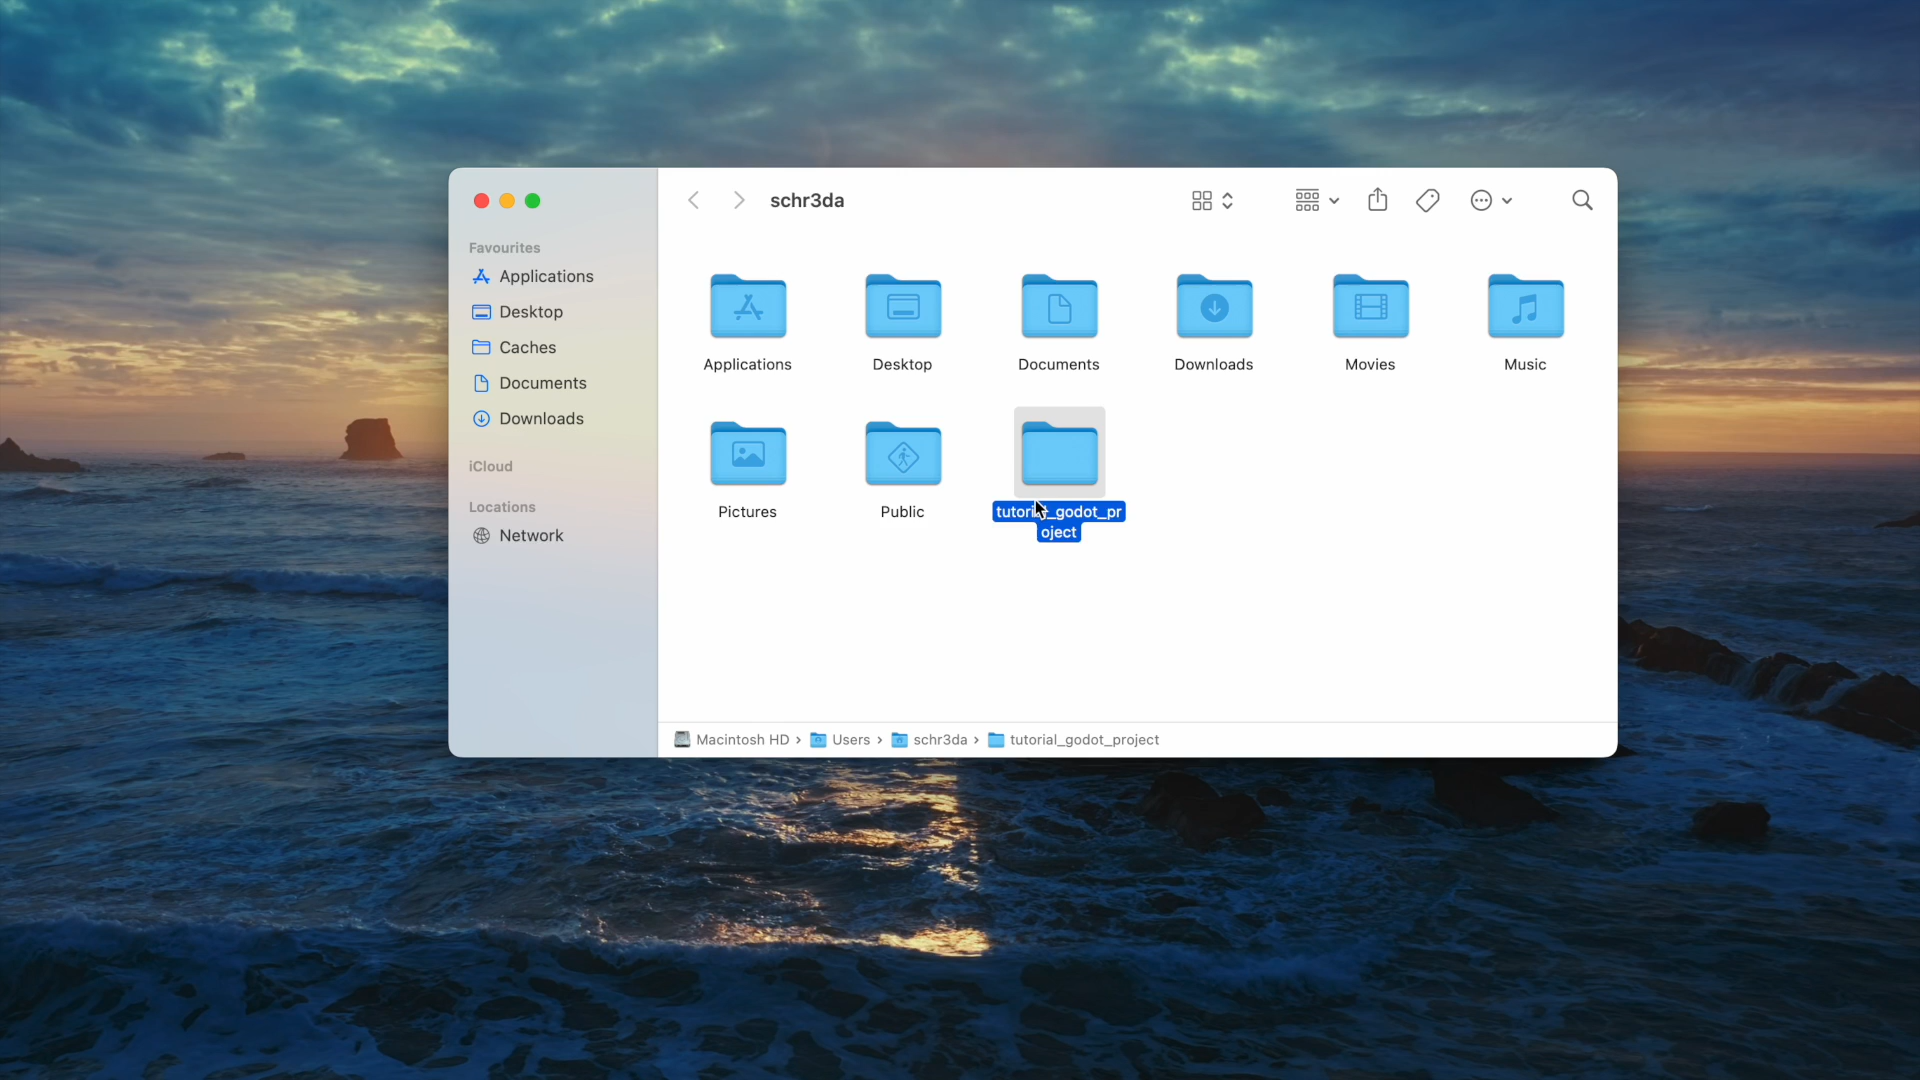 schr3da
Favourites
Applications
Desktop
Caches
Documents
Downloads
iCloud
Locations
Network
Applications
Desktop
Documents
Downloads
Movies
Music
Pictures
Public
tutorial_godot_pr
oject
Macintosh HD › Users › schr3da › tutorial_godot_project